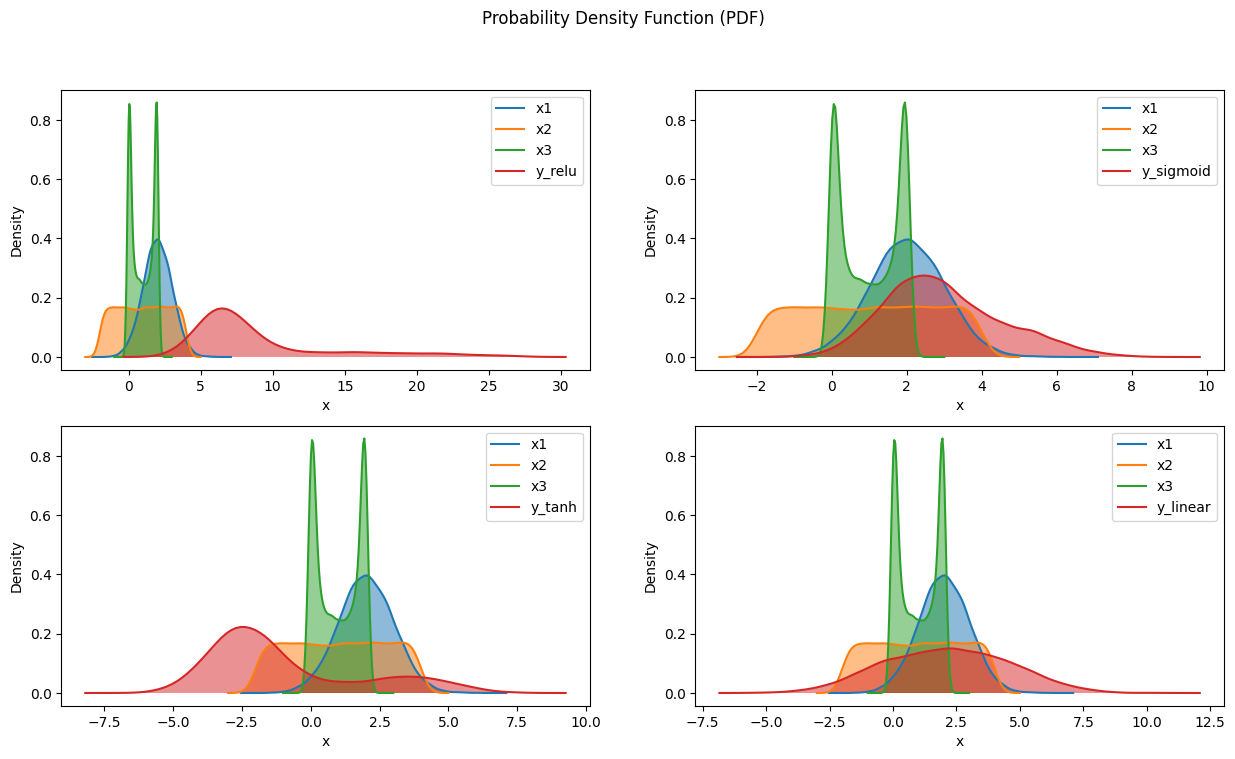 Probability Density Function (PDF)
Density
0.8
0.6
0.4
0.2
0.0
0 5 10 15 20 25 30
x
x1
x2
x3
y_relu
Density
0.8
0.6
0.4
0.2
0.0
−2 0 2 4 6 8 10
x
x1
x2
x3
y_sigmoid
Density
0.8
0.6
0.4
0.2
0.0
−7.5 −5.0 −2.5 0.0 2.5 5.0 7.5 10.0
x
x1
x2
x3
y_tanh
Density
0.8
0.6
0.4
0.2
0.0
−7.5 −5.0 −2.5 0.0 2.5 5.0 7.5 10.0 12.5
x
x1
x2
x3
y_linear